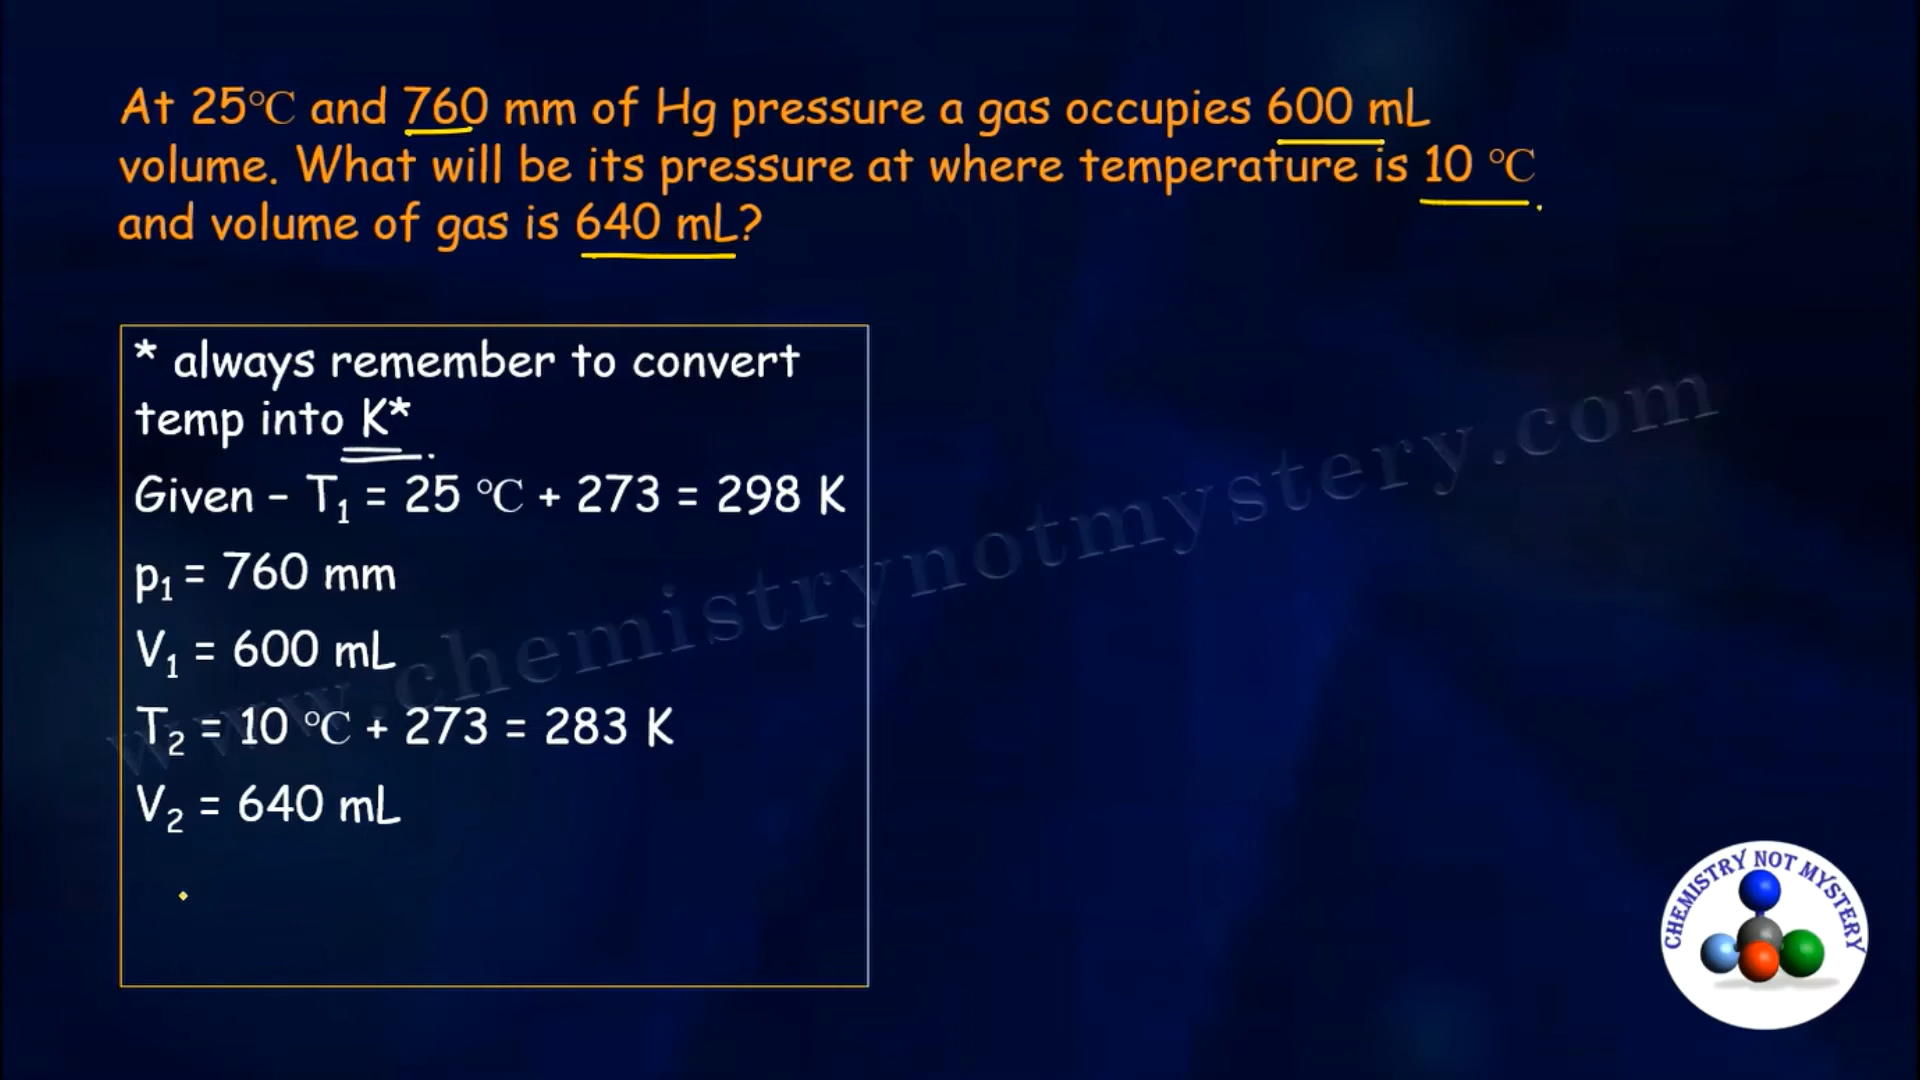 At 25℃ and 760 mm of Hg pressure a gas occupies 600 mL
volume. What will be its pressure at where temperature is 10 ℃
and volume of gas is 640 mL?
* always remember to convert
temp into K*
Given – T₁ = 25 ℃ + 273 = 298 K
p₁ = 760 mm
V₁ = 600 mL
T₂ = 10 ℃ + 273 = 283 K
V₂ = 640 mL
www.chemistrynotmystery.com
CHEMISTRY NOT MYSTERY